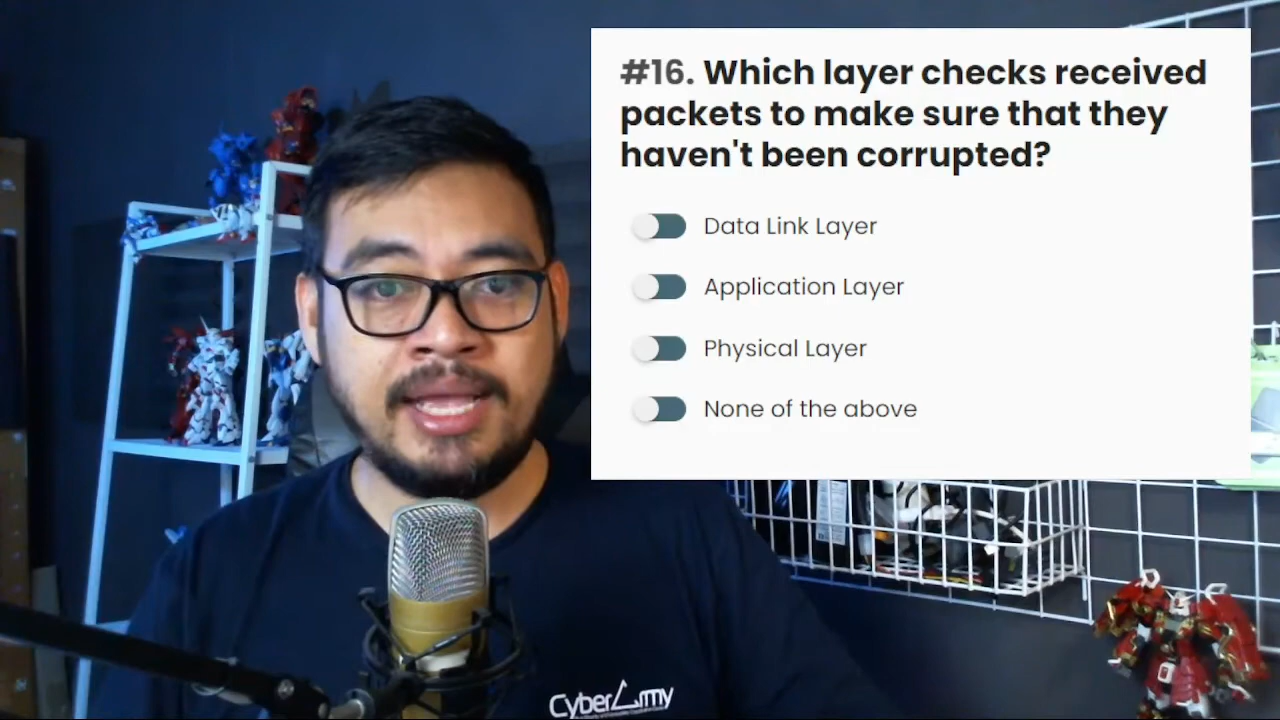 #16. Which layer checks received
packets to make sure that they
haven't been corrupted?
Data Link Layer
Application Layer
Physical Layer
None of the above
CyberArmy